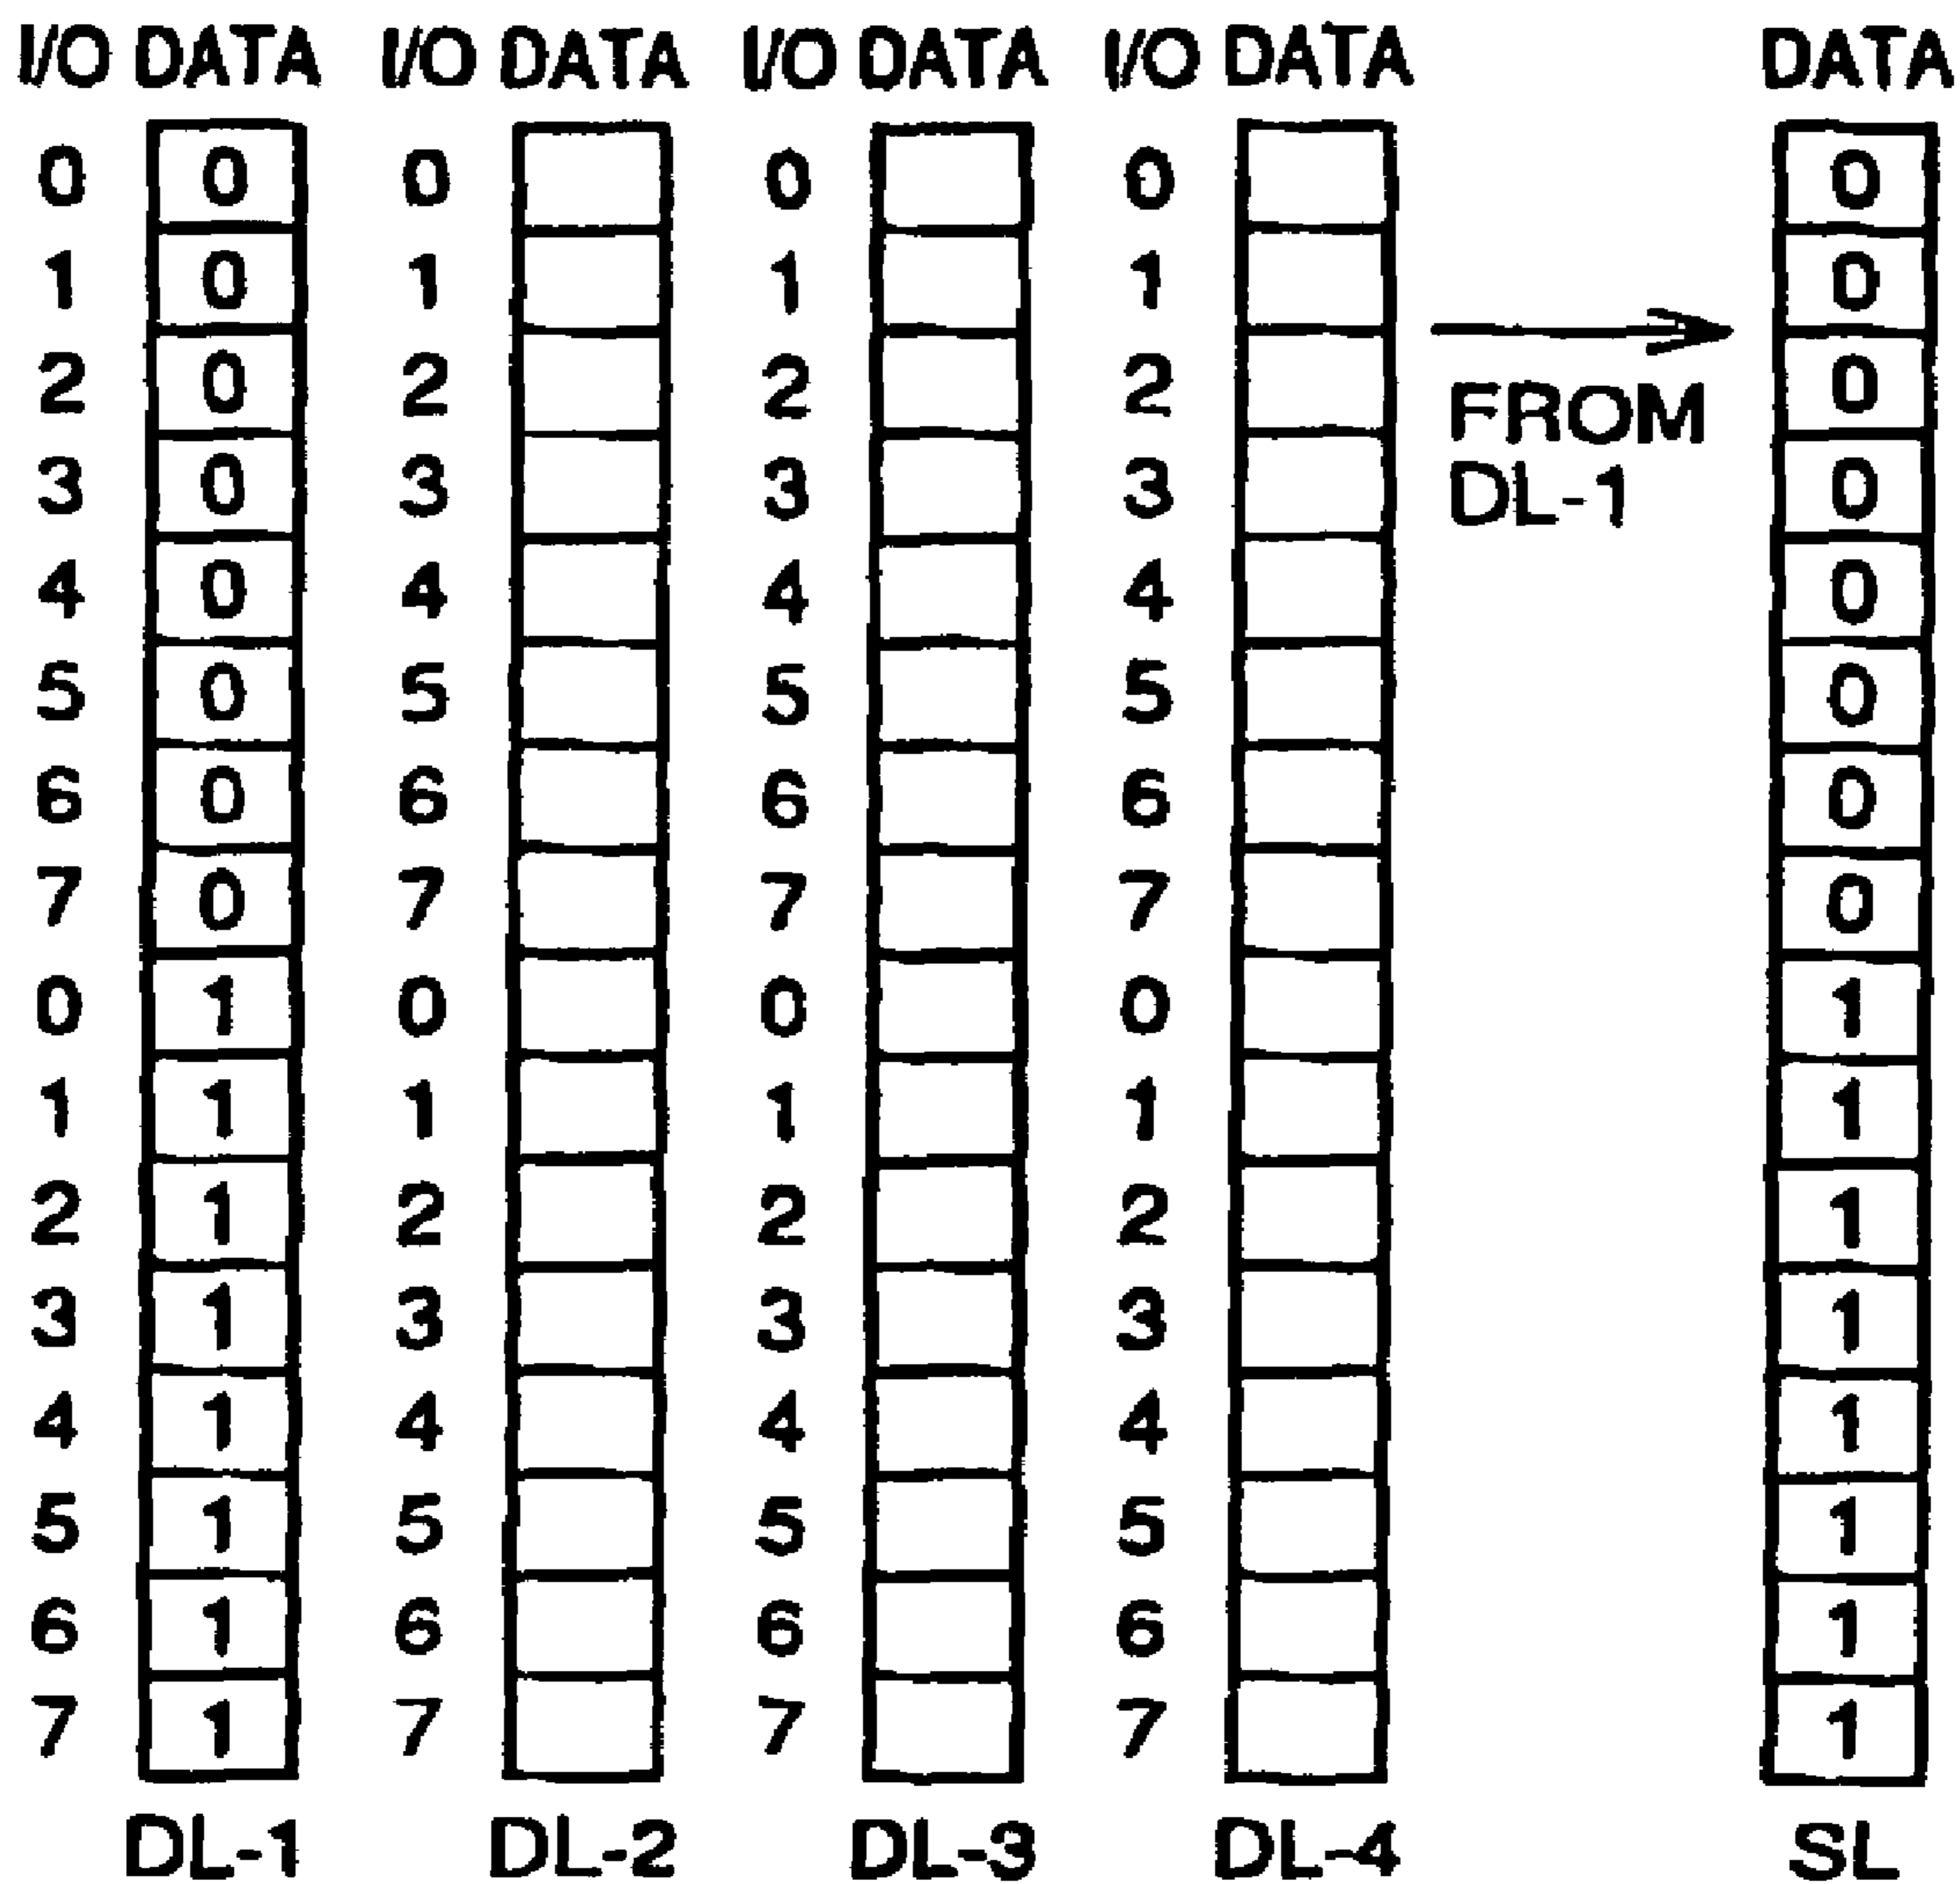 I/O DATA I/O DATA I/O DATA I/O DATA DATA
0 0 0 0 0 0
1 0 1 1 1 0
2 0 2 2 2 0
FROM
3 0 3 3 3 0
DL-1
4 0 4 4 4 0
5 0 5 5 5 0
6 0 6 6 6 0
7 0 7 7 7 0
0 1 0 0 0 1
1 1 1 1 1 1
2 1 2 2 2 1
3 1 3 3 3 1
4 1 4 4 4 1
5 1 5 5 5 1
6 1 6 6 6 1
7 1 7 7 7 1
DL-1 DL-2 DL-3 DL-4 SL